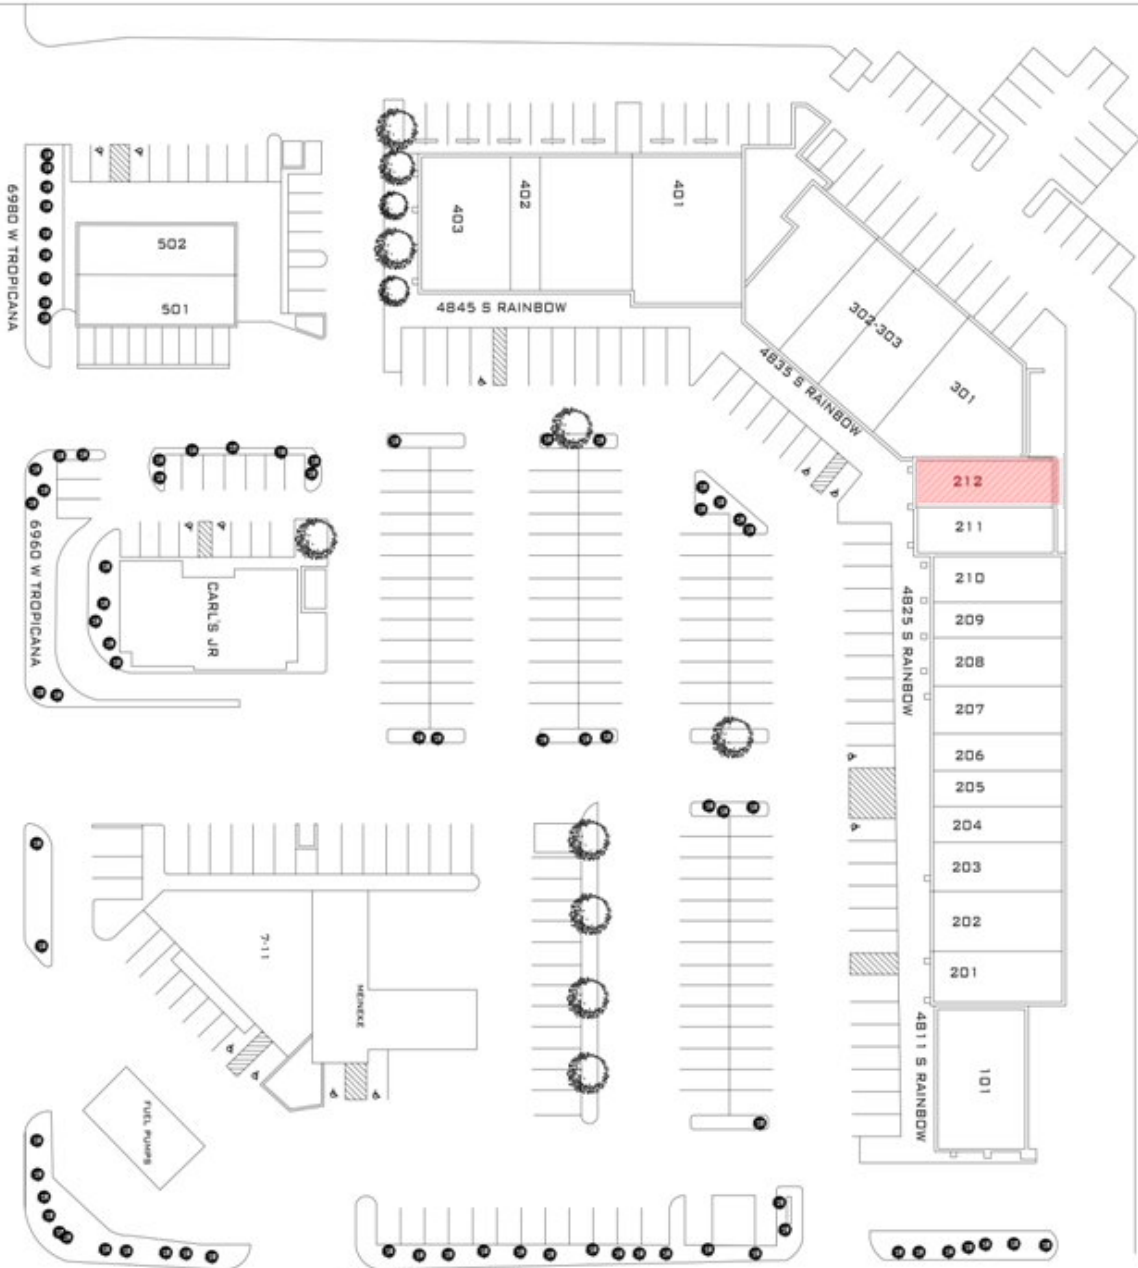 6980 W TROPICANA
502
501
403
402
401
4845 S RAINBOW
302-303
301
4835 S RAINBOW
212
211
210
209
208
207
206
205
204
203
202
201
4825 S RAINBOW
6960 W TROPICANA
CARL'S JR
7-11
MEINEKE
FUEL PUMPS
101
4811 S RAINBOW